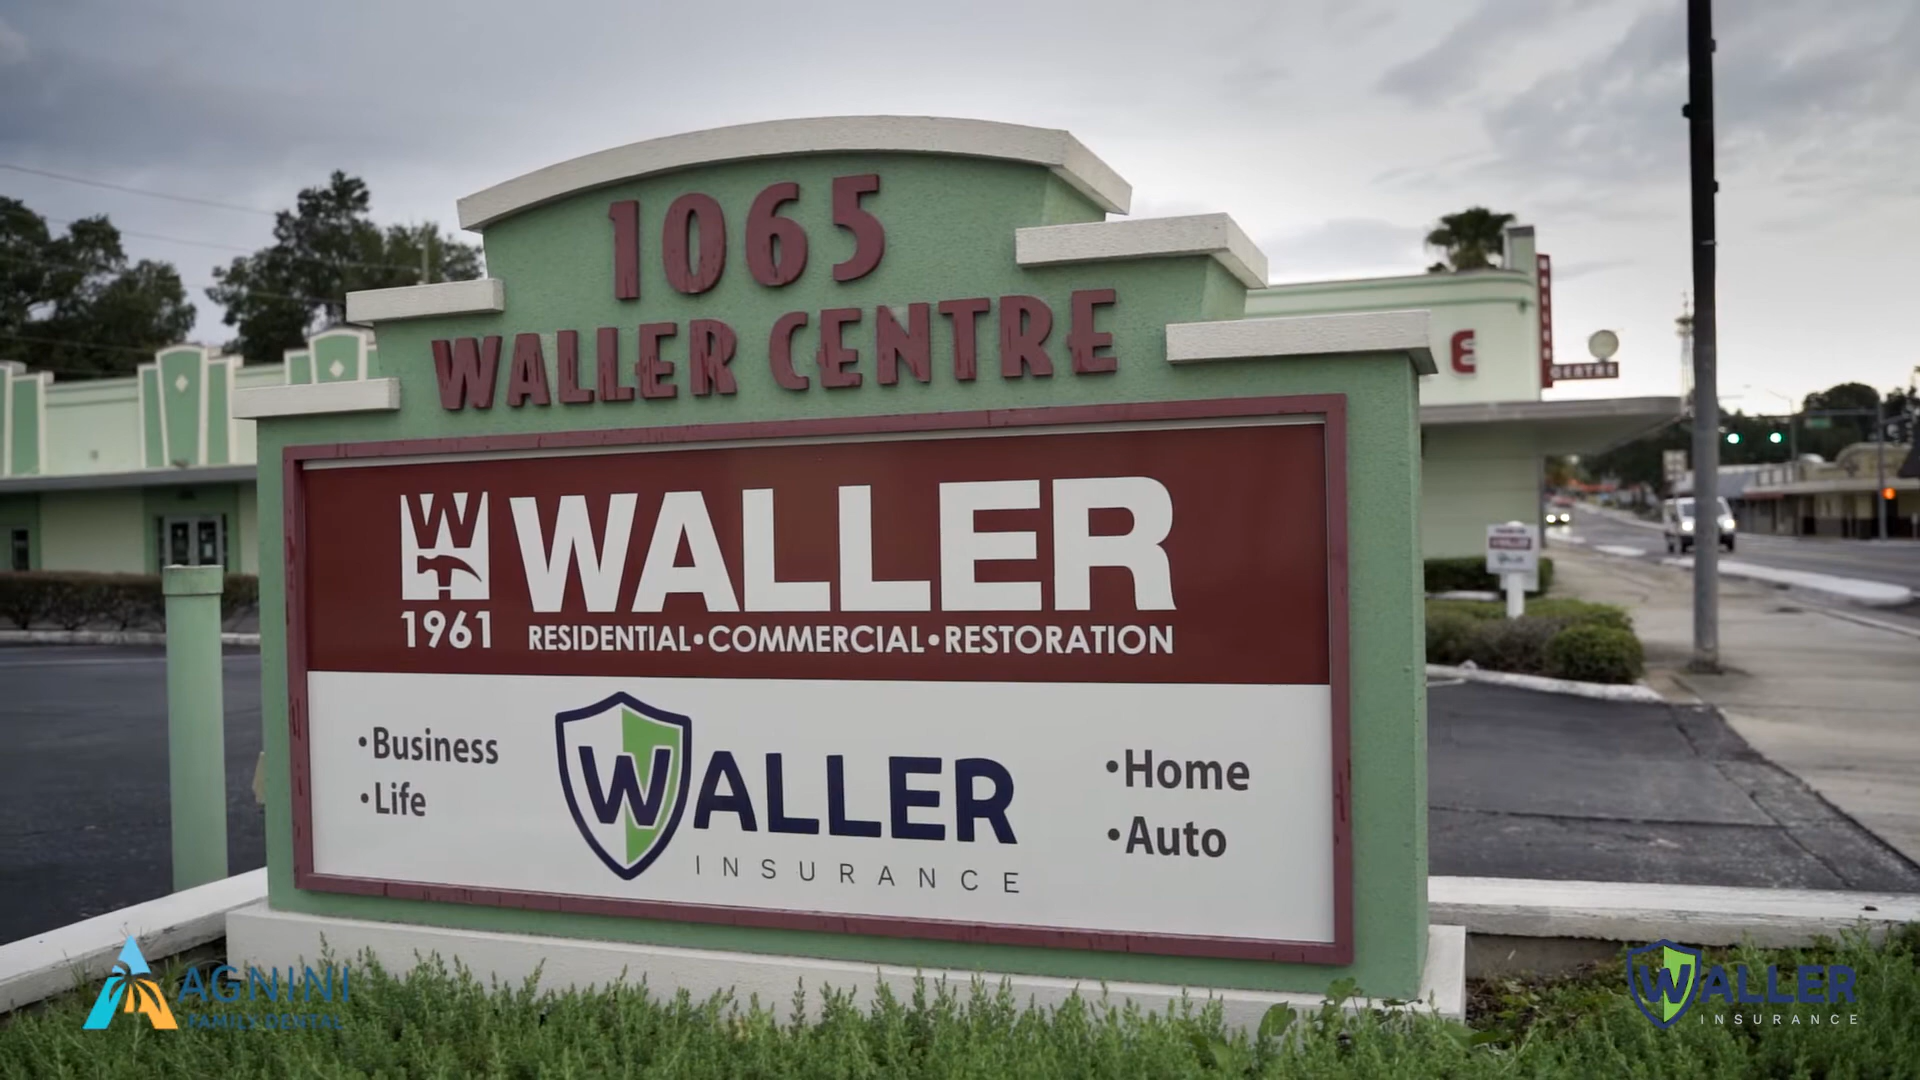 1065
WALLER CENTRE
E
CENTRE
W WALLER
1961 RESIDENTIAL•COMMERCIAL•RESTORATION
•Business
•Life
WALLER
INSURANCE
•Home
•Auto
AGNINI
FAMILY DENTAL
WALLER
INSURANCE